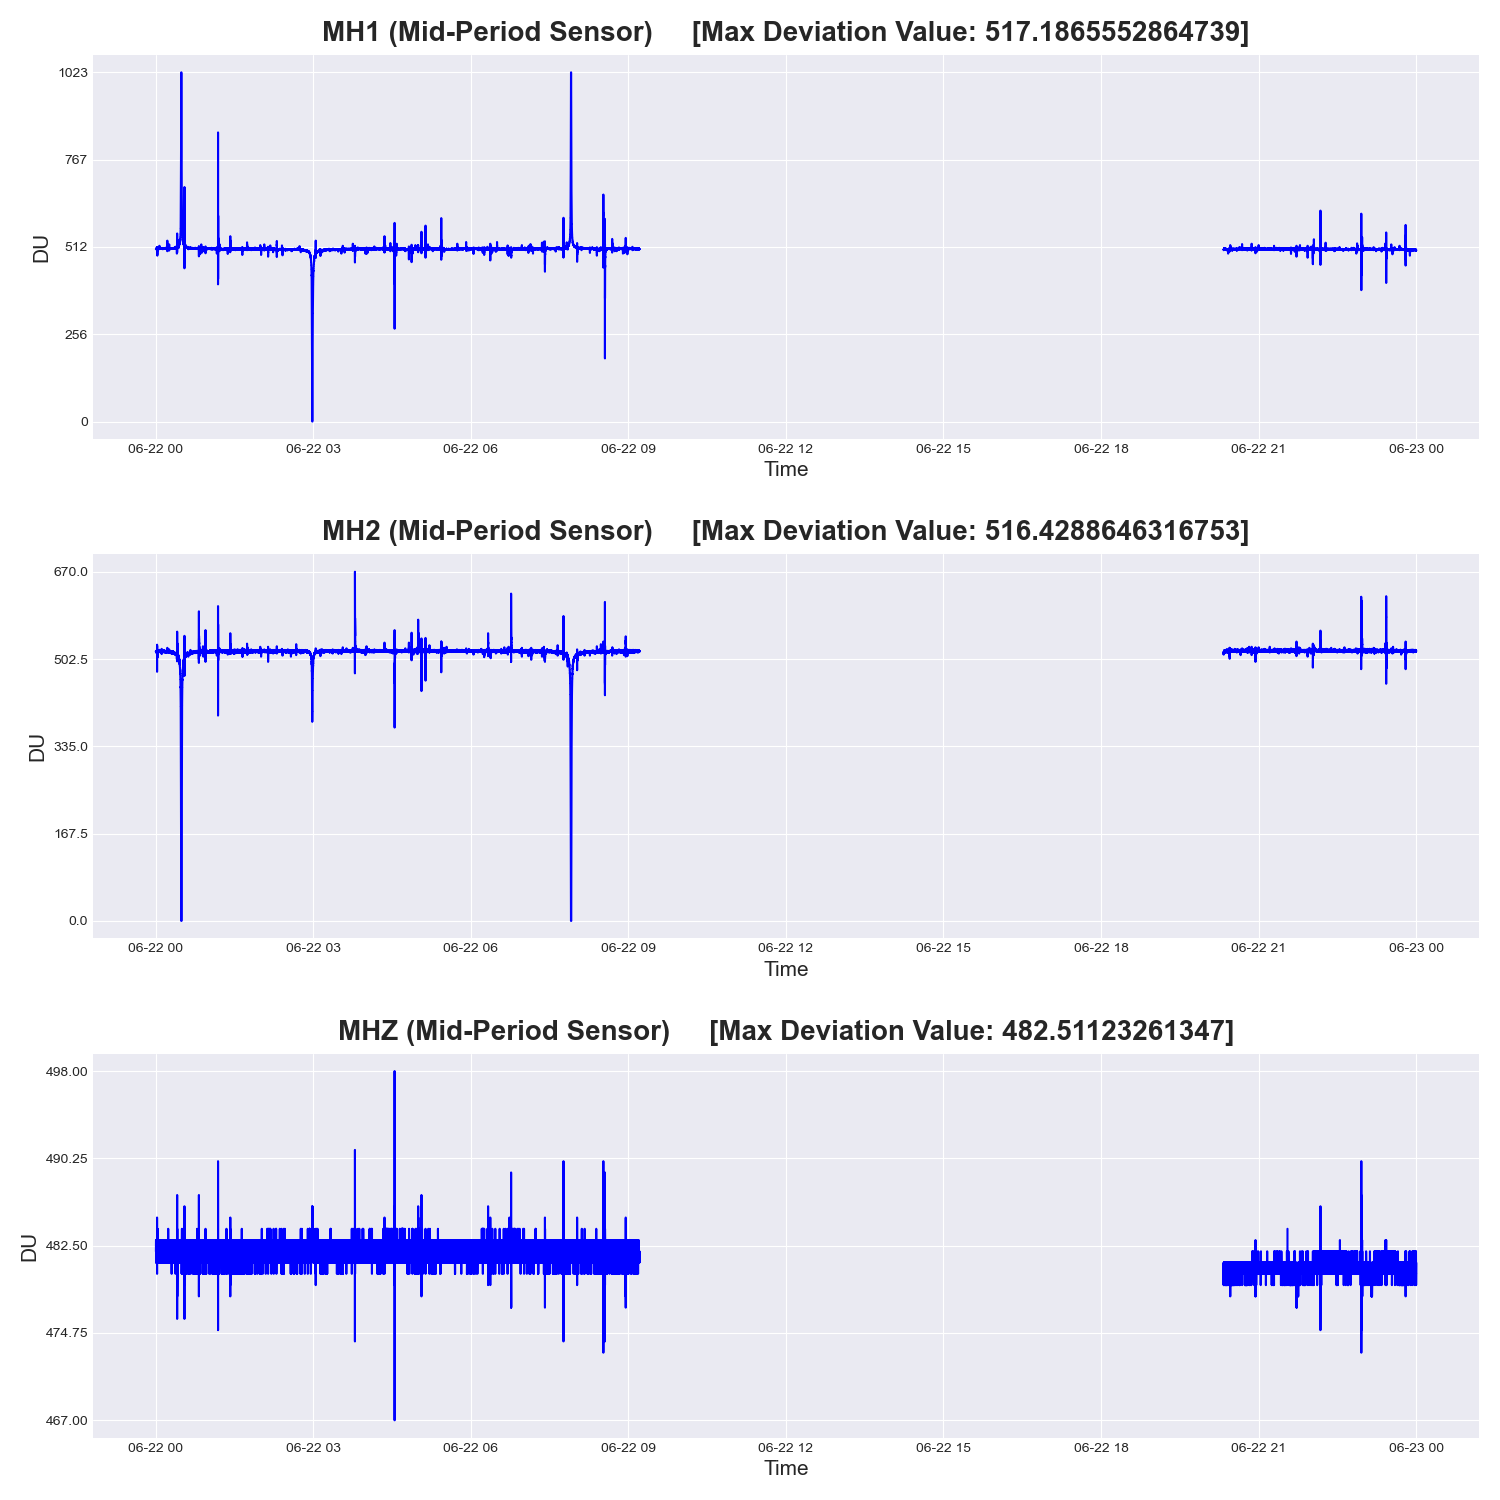 MH1 (Mid-Period Sensor) [Max Deviation Value: 517.1865552864739]
1023
767
512
256
0
DU
06-22 00 06-22 03 06-22 06 06-22 09 06-22 12 06-22 15 06-22 18 06-22 21 06-23 00
Time
MH2 (Mid-Period Sensor) [Max Deviation Value: 516.4288646316753]
670.0
502.5
335.0
167.5
0.0
DU
06-22 00 06-22 03 06-22 06 06-22 09 06-22 12 06-22 15 06-22 18 06-22 21 06-23 00
Time
MHZ (Mid-Period Sensor) [Max Deviation Value: 482.51123261347]
498.00
490.25
482.50
474.75
467.00
DU
06-22 00 06-22 03 06-22 06 06-22 09 06-22 12 06-22 15 06-22 18 06-22 21 06-23 00
Time